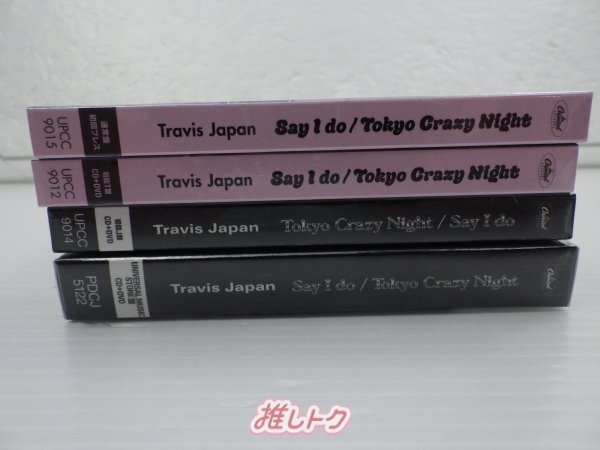 UPCC
9015
通常盤
初回プレス
Travis Japan
Say I do / Tokyo Crazy Night
Capitol
UPCC
9012
初回T盤
CD+DVD
Travis Japan
Say I do / Tokyo Crazy Night
Capitol
UPCC
9014
初回J盤
CD+DVD
Travis Japan
Tokyo Crazy Night / Say I do
Capitol
PDCJ
5122
UNIVERSAL MUSIC
STORE盤
CD+DVD
Travis Japan
Say I do / Tokyo Crazy Night
Capitol
推しトク